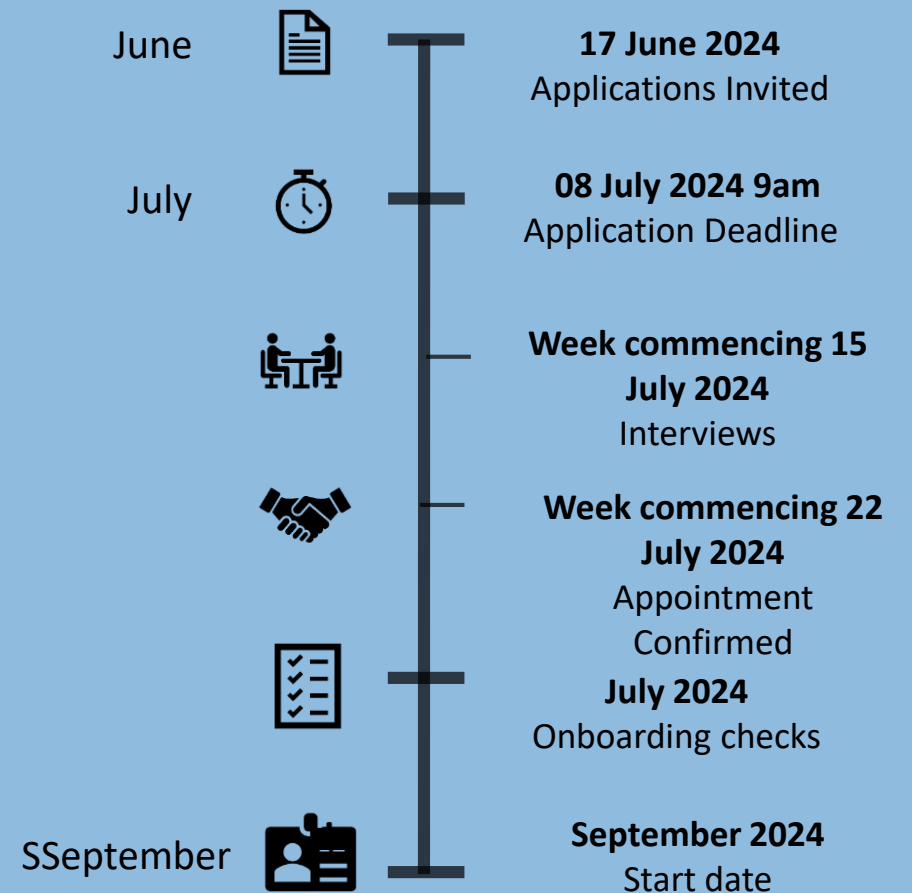 June
17 June 2024
Applications Invited
July
08 July 2024 9am
Application Deadline
Week commencing 15
July 2024
Interviews
Week commencing 22
July 2024
Appointment
Confirmed
July 2024
Onboarding checks
SSeptember
September 2024
Start date